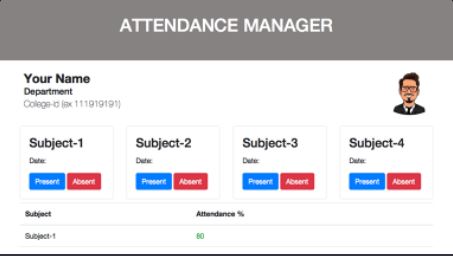 ATTENDANCE MANAGER
Your Name
Department
Colege-id (ex 111919191)
Subject-1 Subject-2 Subject-3 Subject-4
Date: Date: Date: Date:
Present Absent Present Absent Present Absent Present Absent
Subject Attendance %
Subject-1 80